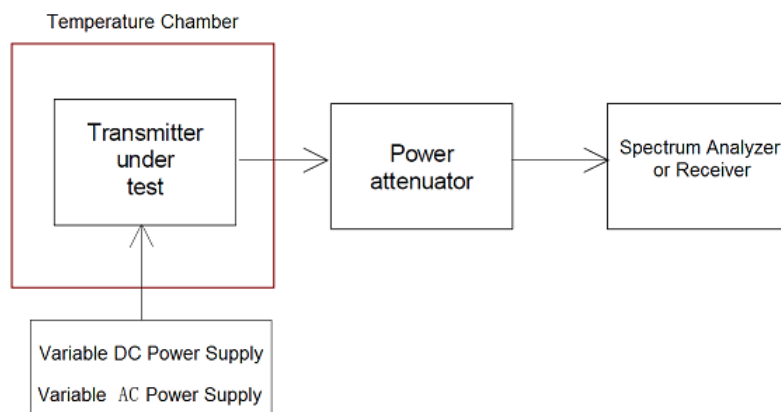 Temperature Chamber
Transmitter
under
test
Power
attenuator
Spectrum Analyzer
or Receiver
Variable DC Power Supply
Variable AC Power Supply